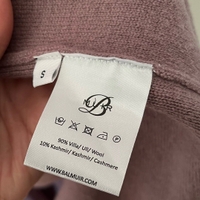 S
B
90% Villa/ Ull/ Wool
10% Kashmir/ Kashmir/ Cashmere
WWW.BALMUIR.COM